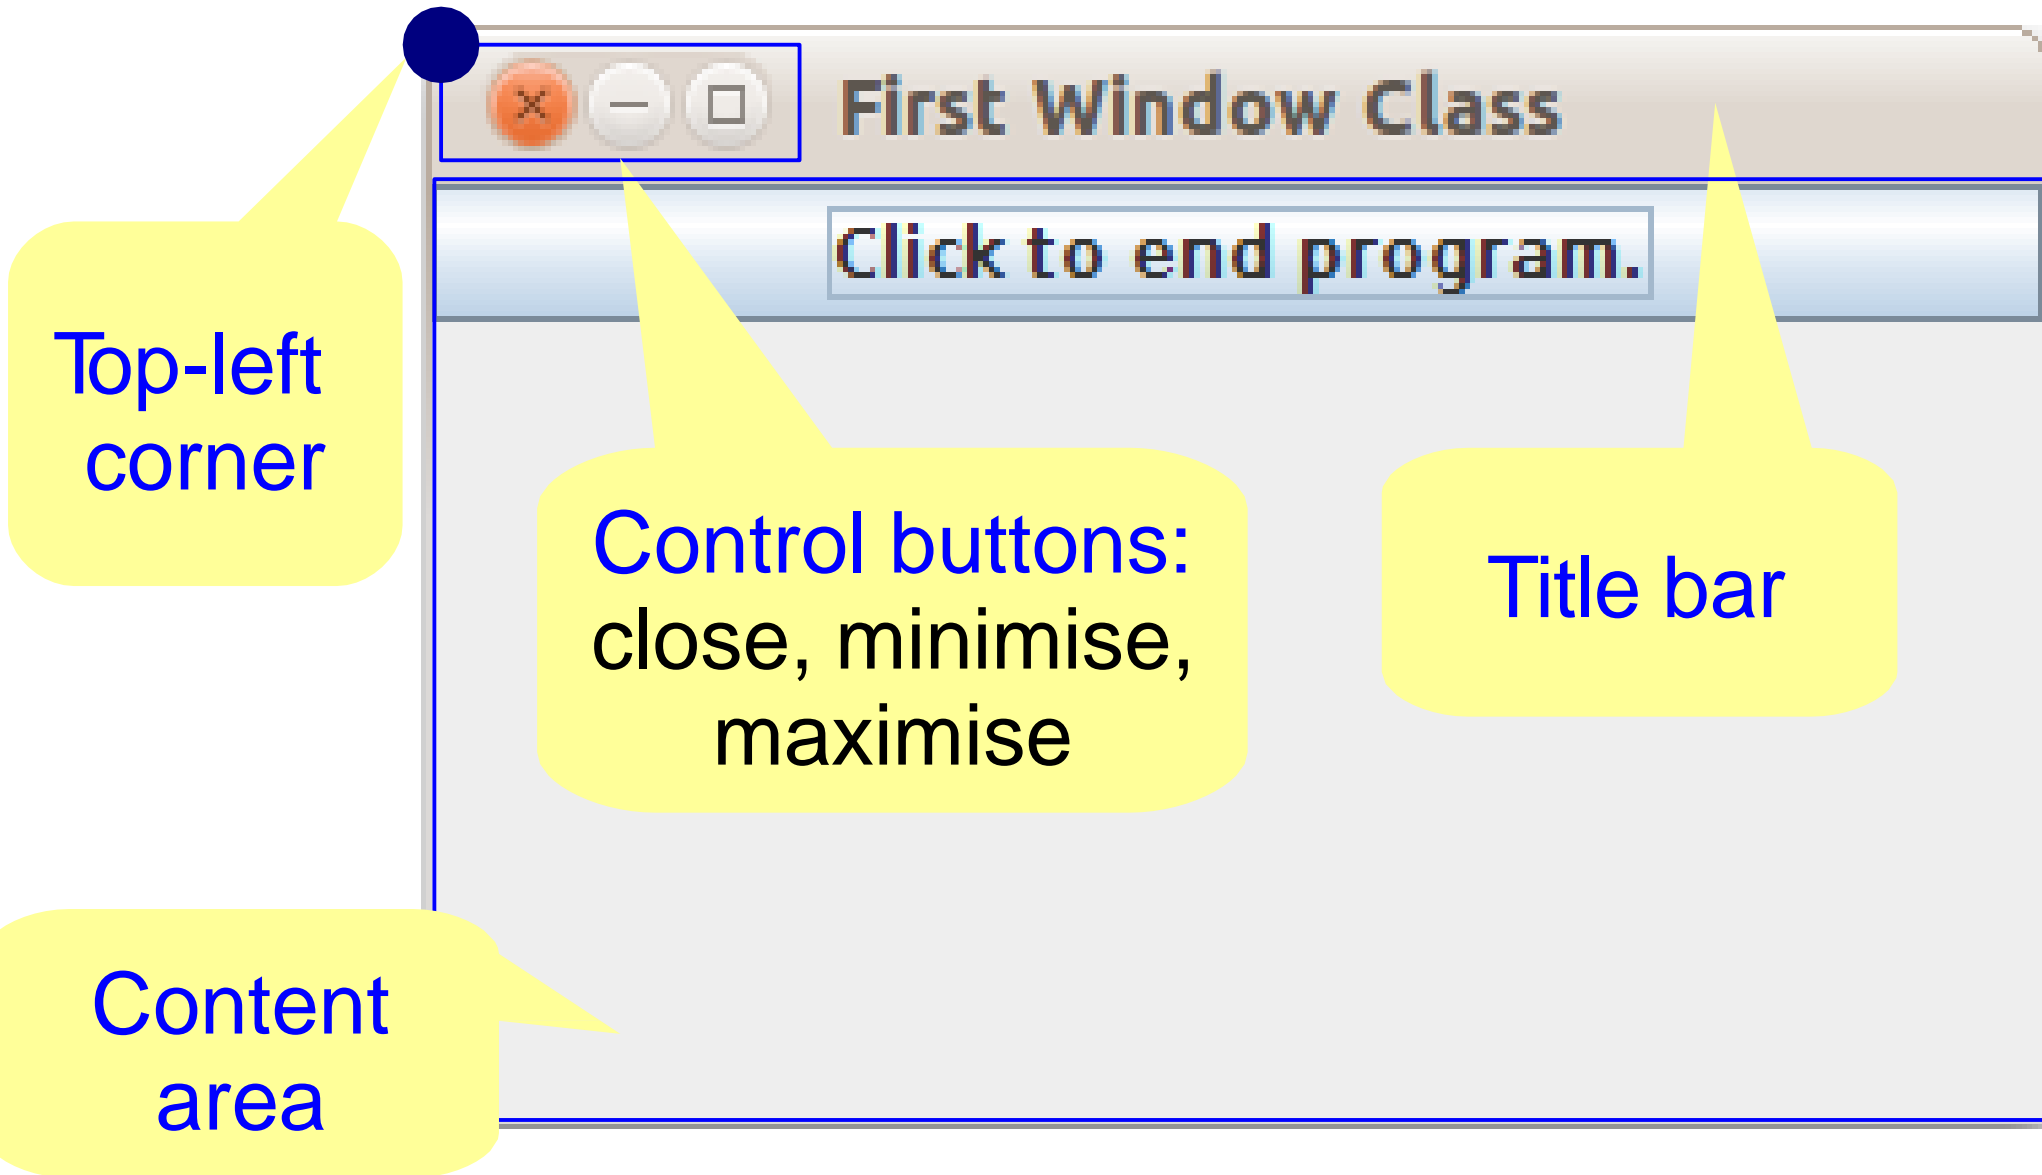 First Window Class
Click to end program.
Top-left
corner
Control buttons:
close, minimise,
maximise
Title bar
Content
area